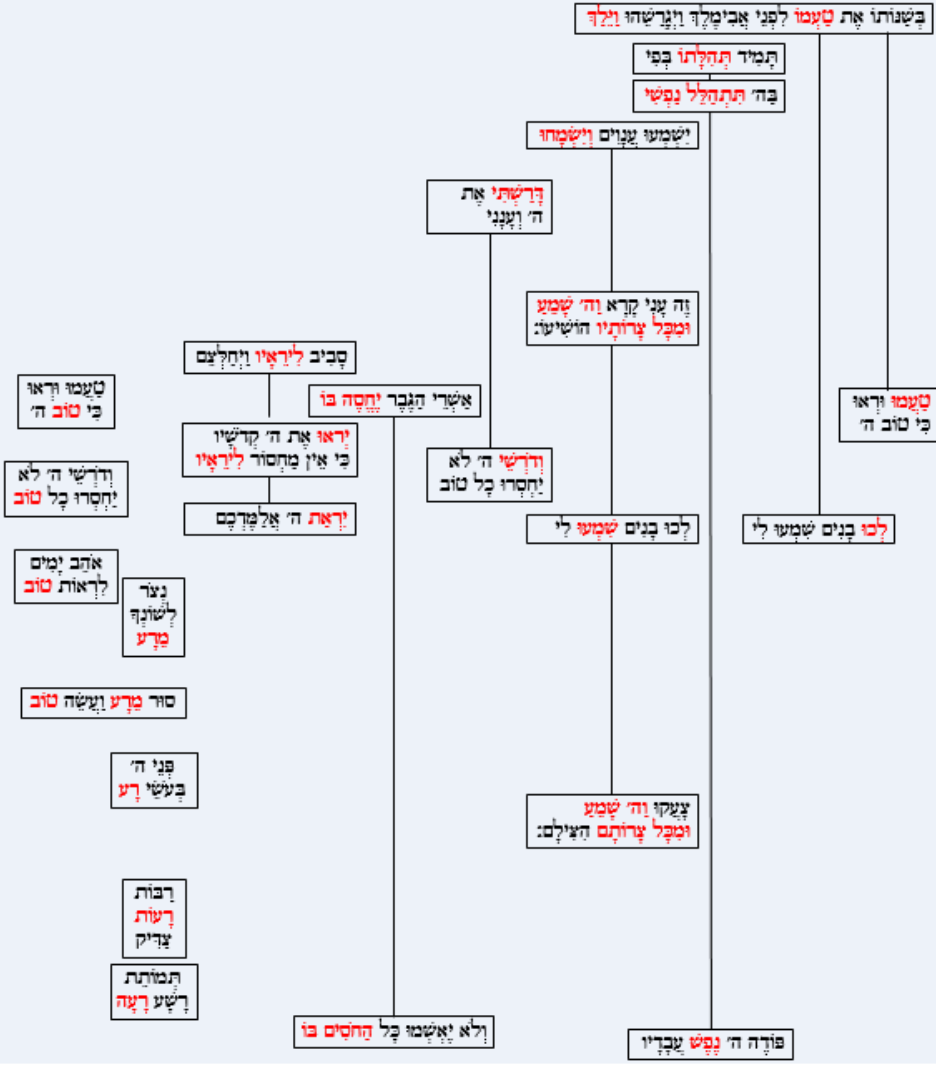 בְּשַׁנּוֹתוֹ אֶת טַעְמוֹ לִפְנֵי אֲבִימֶלֶךְ וַיְגָרְשֵׁהוּ וַיֵּלַךְ
תָּמִיד תְּהִלָּתוֹ בְּפִי
בַּה׳ תִּתְהַלֵּל נַפְשִׁי
יִשְׁמְעוּ עֲנָוִים וְיִשְׂמָחוּ
דָּרַשְׁתִּי אֶת
ה׳ וְעָנָנִי
זֶה עָנִי קָרָא וַה׳ שָׁמֵעַ
וּמִכָּל צָרוֹתָיו הוֹשִׁיעוֹ:
סָבִיב לִירֵאָיו וַיְחַלְּצֵם
אַשְׁרֵי הַגֶּבֶר יֶחֱסֶה בּוֹ
טַעֲמוּ וּרְאוּ
כִּי טוֹב ה׳
טַעֲמוּ וּרְאוּ
כִּי טוֹב ה׳
יְראוּ אֶת ה׳ קְדֹשָׁיו
כִּי אֵין מַחְסוֹר לִירֵאָיו
וְדֹרְשֵׁי ה׳ לֹא
יַחְסְרוּ כָל טוֹב
וְדֹרְשֵׁי ה׳ לֹא
יַחְסְרוּ כָל טוֹב
לְכוּ בָנִים שִׁמְעוּ לִי
לְכוּ בָנִים שִׁמְעוּ לִי
יִרְאַת ה׳ אֲלַמֶּדְכֶם
אֹהֵב יָמִים
לִרְאוֹת טוֹב
נְצֹר
לְשׁוֹנְךָ
מֵרָע
סוּר מֵרָע וַעֲשֵׂה טוֹב
פְּנֵי ה׳
בְּעֹשֵׂי רָע
צָעֲקוּ וַה׳ שָׁמֵעַ
וּמִכָּל צָרוֹתָם הִצִּילָם:
רַבּוֹת
רָעוֹת
צַדִּיק
תְּמוֹתֵת
רָשָׁע רָעָה
וְלֹא יֶאְשְׁמוּ כָּל הַחֹסִים בּוֹ
פּוֹדֶה ה׳ נֶפֶשׁ עֲבָדָיו